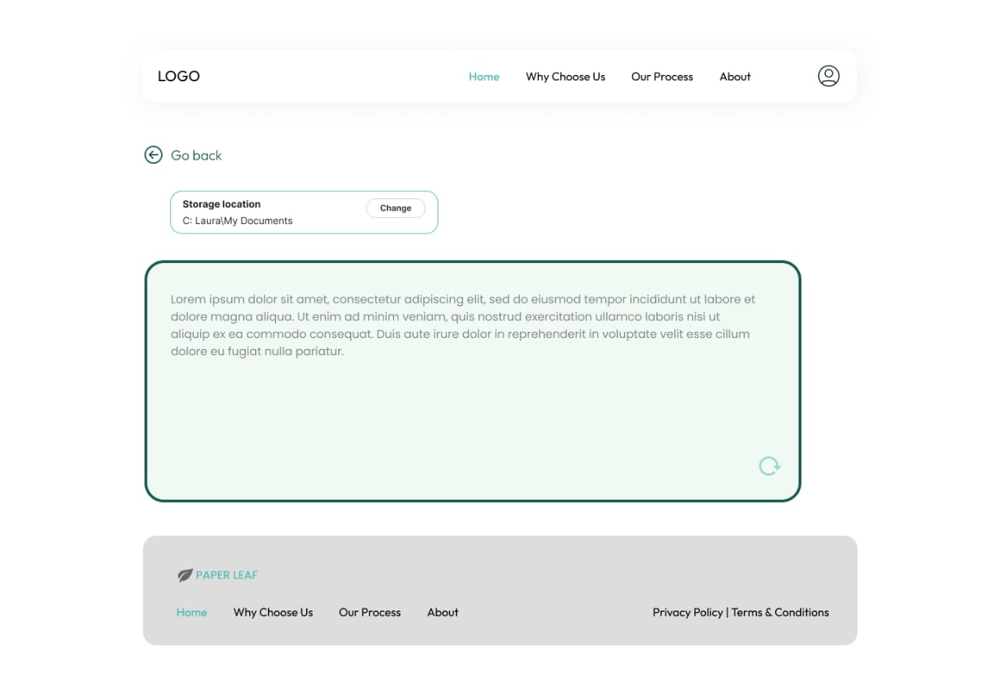 LOGO
Home Why Choose Us Our Process About
Go back
Storage location
Change
C: Laura\My Documents
Lorem ipsum dolor sit amet, consectetur adipiscing elit, sed do eiusmod tempor incididunt ut labore et
dolore magna aliqua. Ut enim ad minim veniam, quis nostrud exercitation ullamco laboris nisi ut
aliquip ex ea commodo consequat. Duis aute irure dolor in reprehenderit in voluptate velit esse cillum
dolore eu fugiat nulla pariatur.
PAPER LEAF
Home Why Choose Us Our Process About Privacy Policy | Terms & Conditions